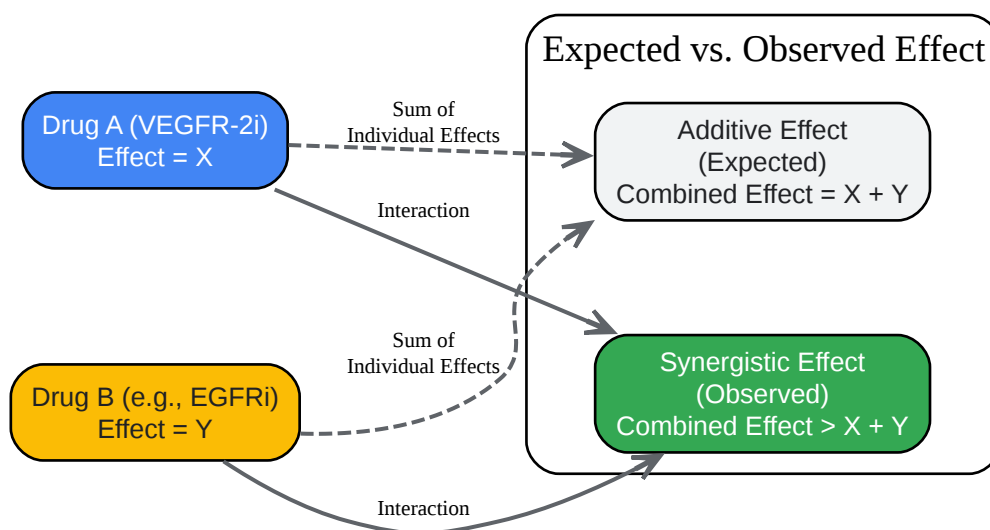 Expected vs. Observed Effect
Drug A (VEGFR-2i)
Effect = X
Sum of
Individual Effects
Additive Effect
(Expected)
Combined Effect = X + Y
Interaction
Sum of
Individual Effects
Drug B (e.g., EGFRi)
Effect = Y
Synergistic Effect
(Observed)
Combined Effect > X + Y
Interaction